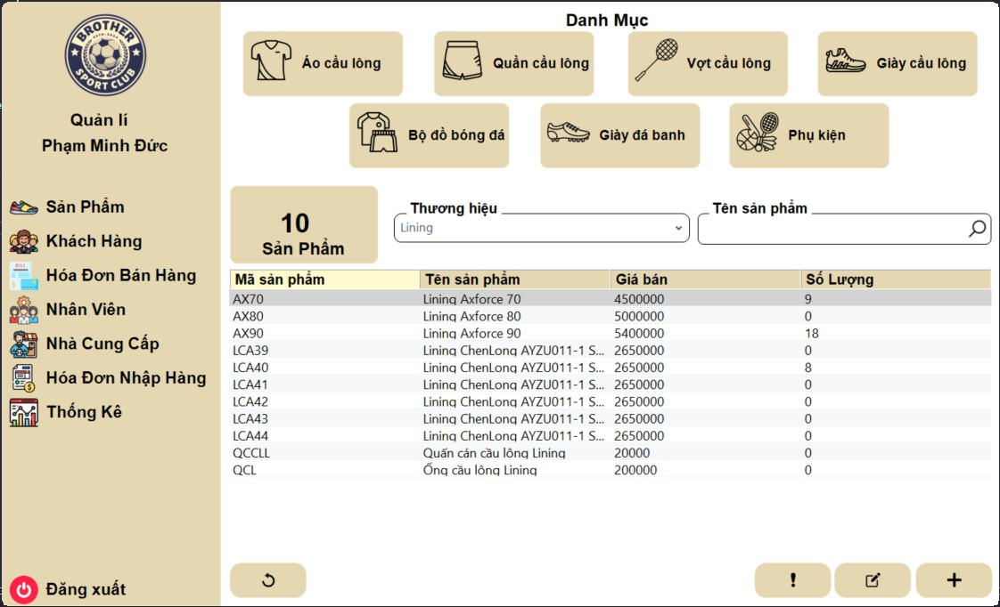 BROTHER
SPORT CLUB
Quản lí
Phạm Minh Đức
Sản Phẩm
Khách Hàng
Hóa Đơn Bán Hàng
Nhân Viên
Nhà Cung Cấp
Hóa Đơn Nhập Hàng
Thống Kê
Đăng xuất
Danh Mục
Áo cầu lông
Quần cầu lông
Vợt cầu lông
Giày cầu lông
Bộ đồ bóng đá
Giày đá banh
Phụ kiện
10
Sản Phẩm
Thương hiệu
Lining
Tên sản phẩm
Mã sản phẩm Tên sản phẩm Giá bán Số Lượng
AX70 Lining Axforce 70 4500000 9
AX80 Lining Axforce 80 5000000 0
AX90 Lining Axforce 90 5400000 18
LCA39 Lining ChenLong AYZU011-1 S... 2650000 0
LCA40 Lining ChenLong AYZU011-1 S... 2650000 8
LCA41 Lining ChenLong AYZU011-1 S... 2650000 0
LCA42 Lining ChenLong AYZU011-1 S... 2650000 0
LCA43 Lining ChenLong AYZU011-1 S... 2650000 0
LCA44 Lining ChenLong AYZU011-1 S... 2650000 0
QCCLL Quấn cán cầu lông Lining 20000 0
QCL Ống cầu lông Lining 200000 0